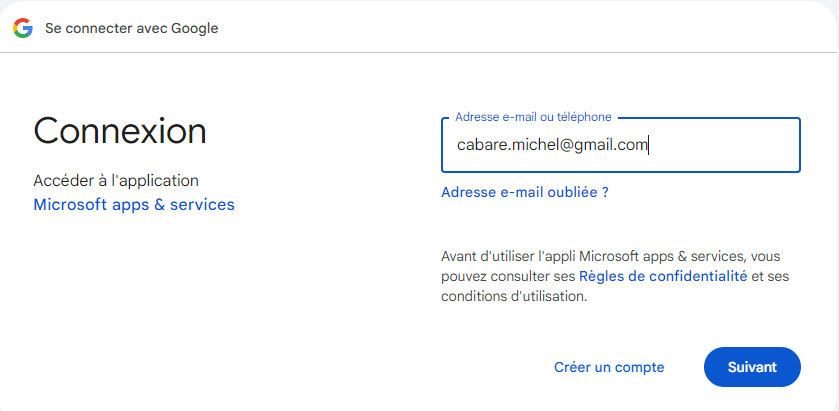 Se connecter avec Google
Connexion
Accéder à l'application
Microsoft apps & services
Adresse e-mail ou téléphone
cabare.michel@gmail.com
Adresse e-mail oubliée ?
Avant d'utiliser l'appli Microsoft apps & services, vous
pouvez consulter ses Règles de confidentialité et ses
conditions d'utilisation.
Créer un compte
Suivant